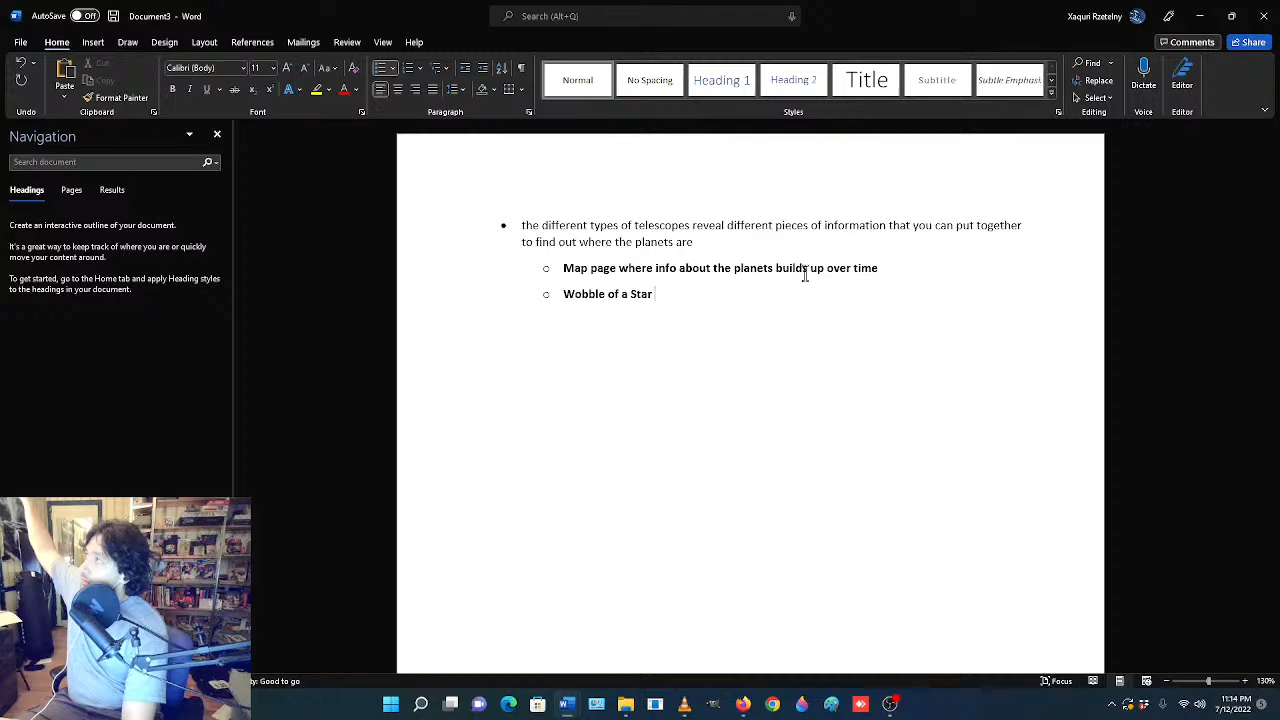 AutoSave Off Document3 - Word Search (Alt+Q) Xaquri Rzetelny
File Home Insert Draw Design Layout References Mailings Review View Help Comments Share
Cut
Copy
Paste Format Painter
Calibri (Body) 11
Normal No Spacing Heading 1 Heading 2 Title Subtitle Subtle Emphasis
Find
Replace
Select
Dictate Editor
Undo Clipboard Font Paragraph Styles Editing Voice Editor
Navigation
Search document
Headings Pages Results
Create an interactive outline of your document.
It's a great way to keep track of where you are or quickly
move your content around.
To get started, go to the Home tab and apply Heading styles
to the headings in your document.
the different types of telescopes reveal different pieces of information that you can put together
to find out where the planets are
Map page where info about the planets builds up over time
Wobble of a Star
ty: Good to go Focus 130%
11:14 PM
7/12/2022